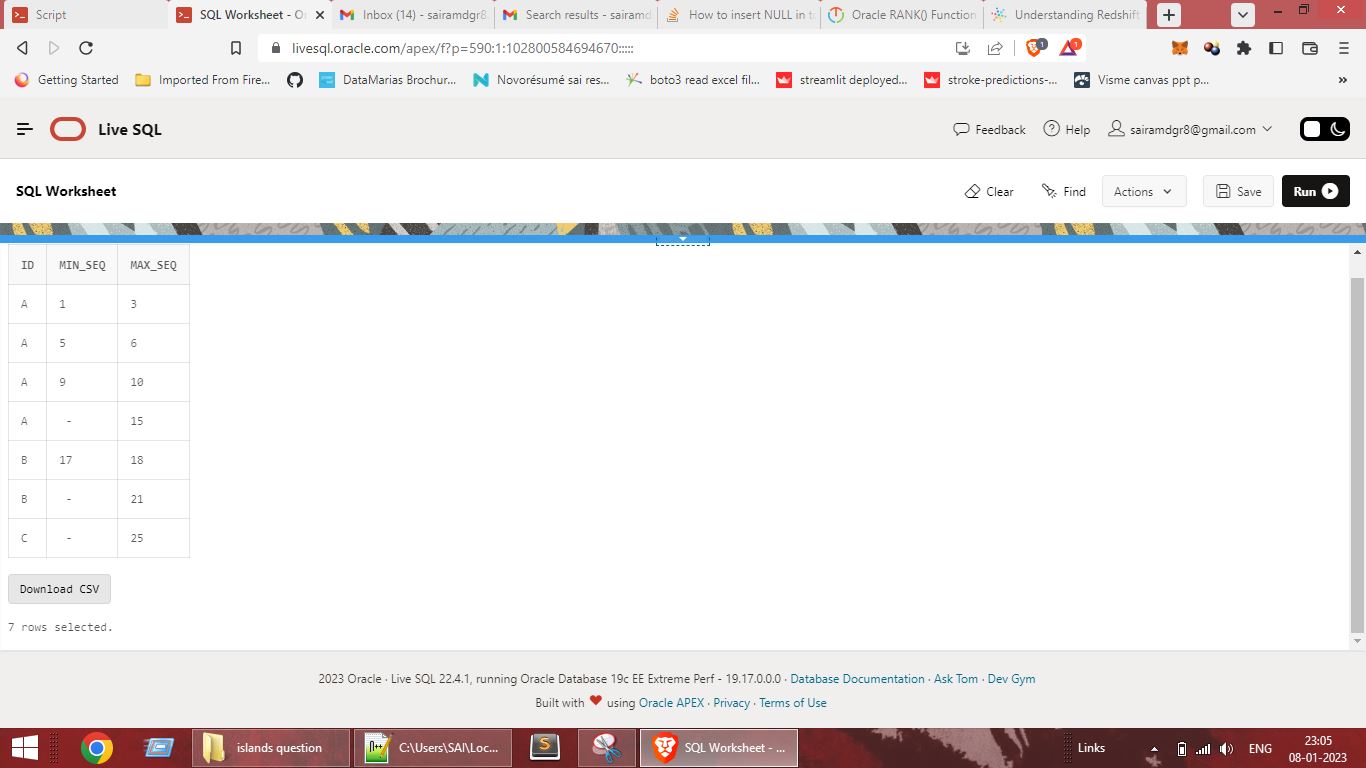 Script
SQL Worksheet - Or
Inbox (14) - sairamdgr8
Search results - sairamd
How to insert NULL in ta
Oracle RANK() Function
Understanding Redshift
livesql.oracle.com/apex/f?p=590:1:102800584694670:::::
1
1
Getting Started
Imported From Fire...
DataMarias Brochur...
Novorésumé sai res...
boto3 read excel fil...
streamlit deployed...
stroke-predictions-...
Visme canvas ppt p...
»
Live SQL
Feedback
Help
sairamdgr8@gmail.com
SQL Worksheet
Clear
Find
Actions
Save
Run
ID MIN_SEQ MAX_SEQ
A 1 3
A 5 6
A 9 10
A - 15
B 17 18
B - 21
C - 25
Download CSV
7 rows selected.
2023 Oracle · Live SQL 22.4.1, running Oracle Database 19c EE Extreme Perf - 19.17.0.0.0 · Database Documentation · Ask Tom · Dev Gym
Built with ❤ using Oracle APEX · Privacy · Terms of Use
islands question
C:\Users\SAI\Loc...
SQL Worksheet - ...
Links
ENG
23:05
08-01-2023